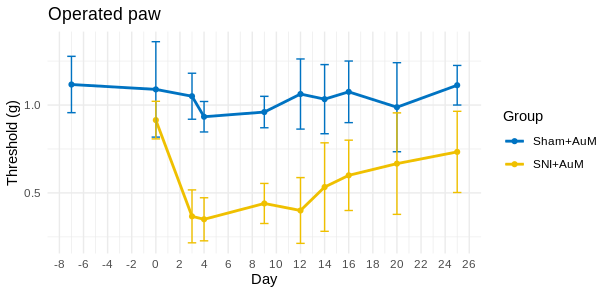 Operated paw
Threshold (g)
1.0
0.5
-8 -6 -4 -2 0 2 4 6 8 10 12 14 16 18 20 22 24 26
Day
Group
Sham+AuM
SNI+AuM